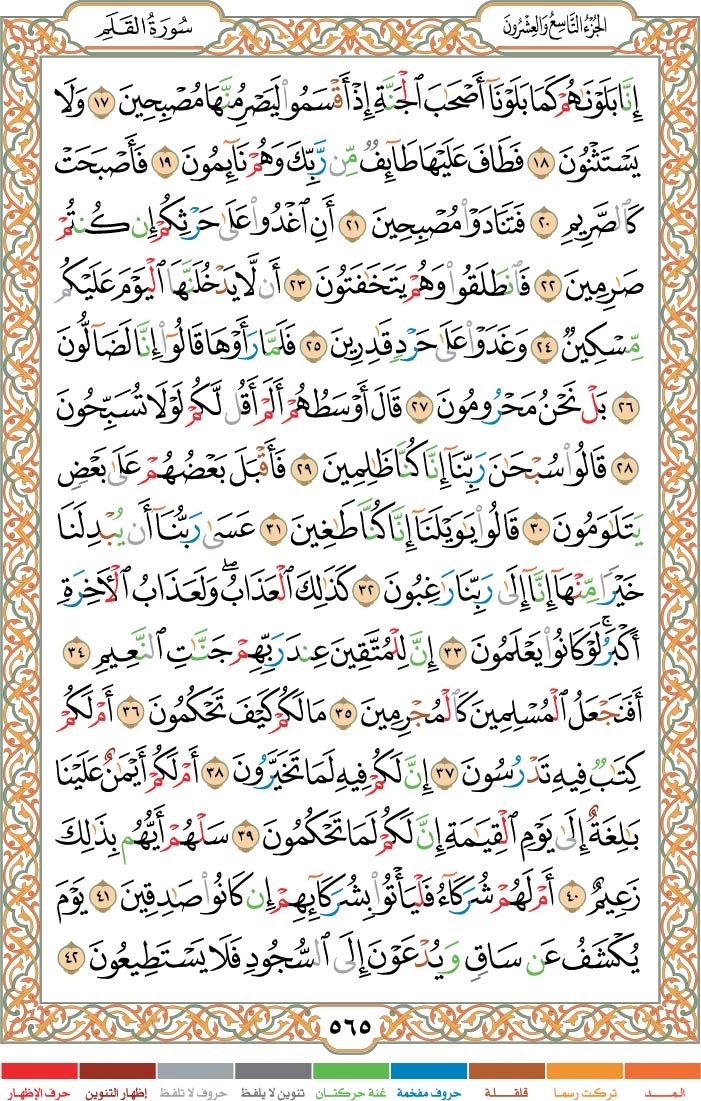 الجُزْءُ التَّاسِعُ وَالعِشْرُونَ
سُورَةُ القَلَمِ
إِنَّا بَلَوْنَٰهُمْ كَمَا بَلَوْنَآ أَصْحَٰبَ ٱلْجَنَّةِ إِذْ أَقْسَمُوا۟ لَيَصْرِمُنَّهَا مُصْبِحِينَ ١٧ وَلَا
يَسْتَثْنُونَ ١٨ فَطَافَ عَلَيْهَا طَآئِفٌ مِّن رَّبِّكَ وَهُمْ نَآئِمُونَ ١٩ فَأَصْبَحَتْ
كَٱلصَّرِيمِ ٢٠ فَتَنَادَوْا۟ مُصْبِحِينَ ٢١ أَنِ ٱغْدُوا۟ عَلَىٰ حَرْثِكُمْ إِن كُنتُمْ
صَٰرِمِينَ ٢٢ فَٱنطَلَقُوا۟ وَهُمْ يَتَخَٰفَتُونَ ٢٣ أَن لَّا يَدْخُلَنَّهَا ٱلْيَوْمَ عَلَيْكُم
مِّسْكِينٌ ٢٤ وَغَدَوْا۟ عَلَىٰ حَرْدٍ قَٰدِرِينَ ٢٥ فَلَمَّا رَأَوْهَا قَالُوٓا۟ إِنَّا لَضَآلُّونَ
٢٦ بَلْ نَحْنُ مَحْرُومُونَ ٢٧ قَالَ أَوْسَطُهُمْ أَلَمْ أَقُل لَّكُمْ لَوْلَا تُسَبِّحُونَ
٢٨ قَالُوا۟ سُبْحَٰنَ رَبِّنَآ إِنَّا كُنَّا ظَٰلِمِينَ ٢٩ فَأَقْبَلَ بَعْضُهُمْ عَلَىٰ بَعْضٍ
يَتَلَٰوَمُونَ ٣٠ قَالُوا۟ يَٰوَيْلَنَآ إِنَّا كُنَّا طَٰغِينَ ٣١ عَسَىٰ رَبُّنَآ أَن يُبْدِلَنَا
خَيْرًا مِّنْهَآ إِنَّآ إِلَىٰ رَبِّنَا رَٰغِبُونَ ٣٢ كَذَٰلِكَ ٱلْعَذَابُ ۖ وَلَعَذَابُ ٱلْءَاخِرَةِ
أَكْبَرُ ۚ لَوْ كَانُوا۟ يَعْلَمُونَ ٣٣ إِنَّ لِلْمُتَّقِينَ عِندَ رَبِّهِمْ جَنَّٰتِ ٱلنَّعِيمِ ٣٤
أَفَنَجْعَلُ ٱلْمُسْلِمِينَ كَٱلْمُجْرِمِينَ ٣٥ مَا لَكُمْ كَيْفَ تَحْكُمُونَ ٣٦ أَمْ لَكُمْ
كِتَٰبٌ فِيهِ تَدْرُسُونَ ٣٧ إِنَّ لَكُمْ فِيهِ لَمَا تَخَيَّرُونَ ٣٨ أَمْ لَكُمْ أَيْمَٰنٌ عَلَيْنَا
بَٰلِغَةٌ إِلَىٰ يَوْمِ ٱلْقِيَٰمَةِ إِنَّ لَكُمْ لَمَا تَحْكُمُونَ ٣٩ سَلْهُمْ أَيُّهُم بِذَٰلِكَ
زَعِيمٌ ٤٠ أَمْ لَهُمْ شُرَكَآءُ فَلْيَأْتُوا۟ بِشُرَكَآئِهِمْ إِن كَانُوا۟ صَٰدِقِينَ ٤١ يَوْمَ
يُكْشَفُ عَن سَاقٍ وَيُدْعَوْنَ إِلَى ٱلسُّجُودِ فَلَا يَسْتَطِيعُونَ ٤٢
٥٦٥
المـــد تركت رسما قلقـلة حروف مفخمة غنة حركتان تنوين لا يلفظ حروف لا تلفظ إظهار التنوين حرف الإظهار